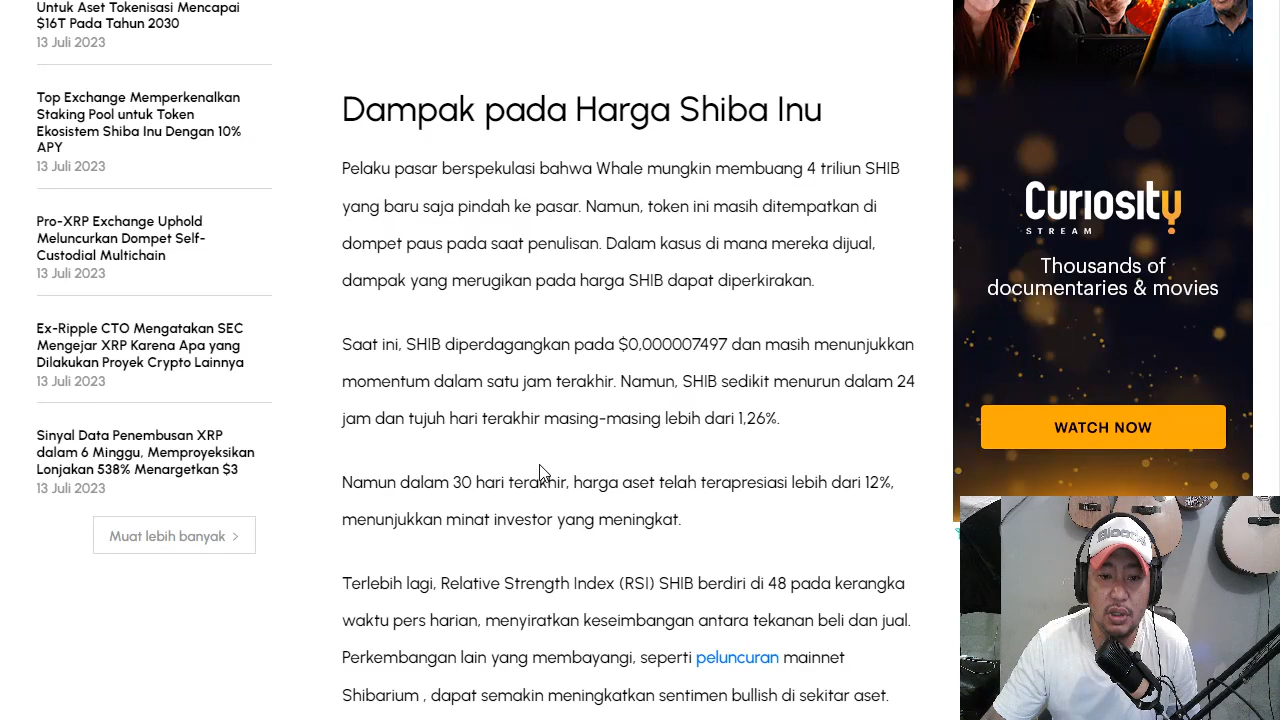 Untuk Aset Tokenisasi Mencapai
$16T Pada Tahun 2030
13 Juli 2023
Top Exchange Memperkenalkan
Staking Pool untuk Token
Ekosistem Shiba Inu Dengan 10%
APY
13 Juli 2023
Pro-XRP Exchange Uphold
Meluncurkan Dompet Self-
Custodial Multichain
13 Juli 2023
Ex-Ripple CTO Mengatakan SEC
Mengejar XRP Karena Apa yang
Dilakukan Proyek Crypto Lainnya
13 Juli 2023
Sinyal Data Penembusan XRP
dalam 6 Minggu, Memproyeksikan
Lonjakan 538% Menargetkan $3
13 Juli 2023
Muat lebih banyak
Dampak pada Harga Shiba Inu
Pelaku pasar berspekulasi bahwa Whale mungkin membuang 4 triliun SHIB
yang baru saja pindah ke pasar. Namun, token ini masih ditempatkan di
dompet paus pada saat penulisan. Dalam kasus di mana mereka dijual,
dampak yang merugikan pada harga SHIB dapat diperkirakan.
Saat ini, SHIB diperdagangkan pada $0,000007497 dan masih menunjukkan
momentum dalam satu jam terakhir. Namun, SHIB sedikit menurun dalam 24
jam dan tujuh hari terakhir masing-masing lebih dari 1,26%.
Namun dalam 30 hari terakhir, harga aset telah terapresiasi lebih dari 12%,
menunjukkan minat investor yang meningkat.
Terlebih lagi, Relative Strength Index (RSI) SHIB berdiri di 48 pada kerangka
waktu pers harian, menyiratkan keseimbangan antara tekanan beli dan jual.
Perkembangan lain yang membayangi, seperti peluncuran mainnet
Shibarium , dapat semakin meningkatkan sentimen bullish di sekitar aset.
Curiosity
STREAM
Thousands of
documentaries & movies
WATCH NOW